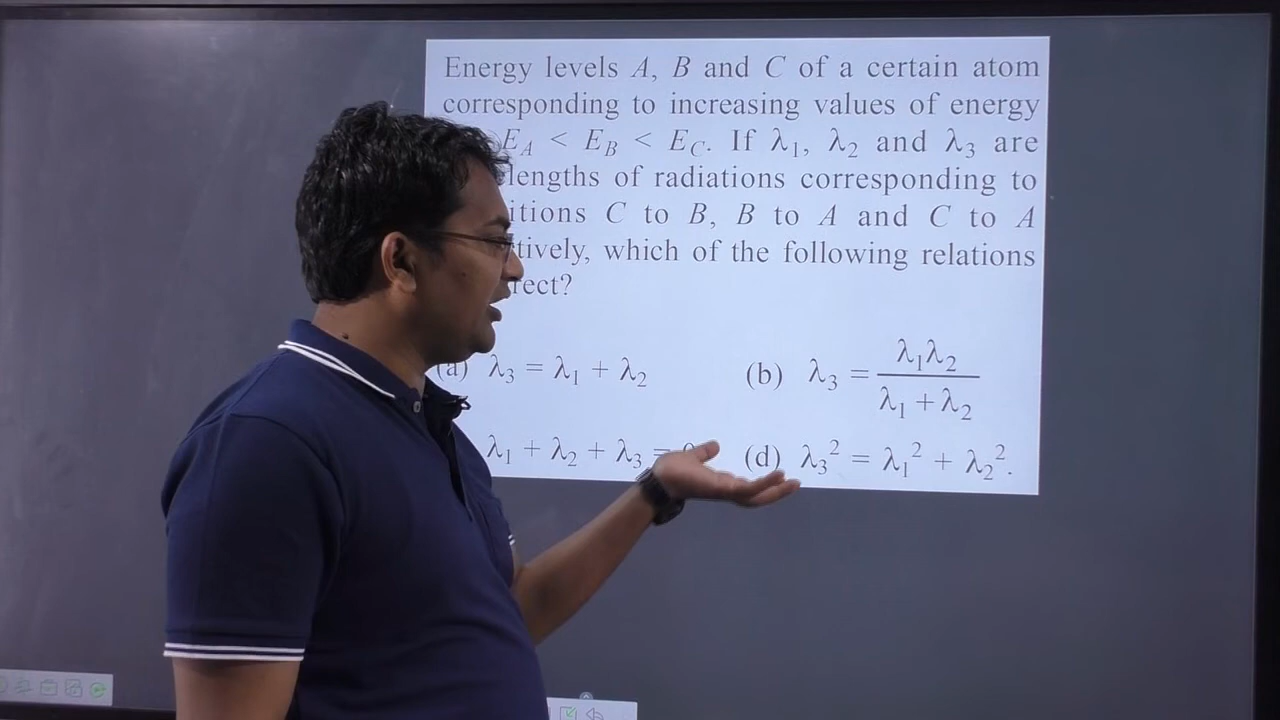 Energy levels A, B and C of a certain atom
corresponding to increasing values of energy
E_A < E_B < E_C. If λ₁, λ₂ and λ₃ are
lengths of radiations corresponding to
itions C to B, B to A and C to A
tively, which of the following relations
rect?
(a) λ₃ = λ₁ + λ₂
(b) λ₃ = λ₁λ₂ / λ₁ + λ₂
λ₁ + λ₂ + λ₃ =
(d) λ₃² = λ₁² + λ₂².